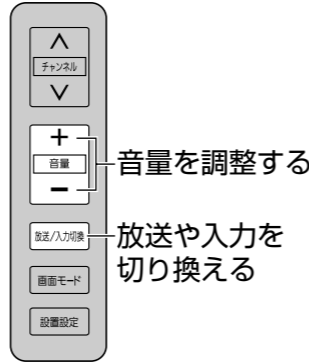 チャンネル
＋
音量
－
音量を調整する
放送/入力切換
放送や入力を
切り換える
画面モード
設置設定